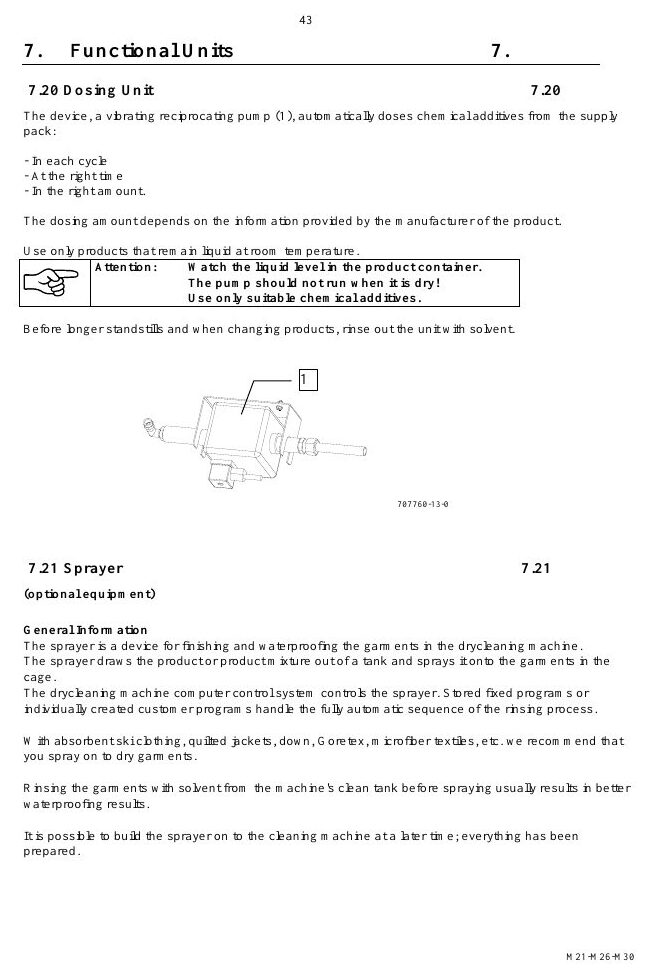 43
7. Functional Units 7.
7.20 Dosing Unit 7.20
The device, a vibrating reciprocating pump (1), automatically doses chemical additives from the supply
pack:
- In each cycle
- At the right time
- In the right amount.
The dosing amount depends on the information provided by the manufacturer of the product.
Use only products that remain liquid at room temperature.
Attention: Watch the liquid level in the product container.
The pump should not run when it is dry!
Use only suitable chemical additives.
Before longer standstills and when changing products, rinse out the unit with solvent.
1
707760-13-0
7.21 Sprayer 7.21
(optional equipment)
General Information
The sprayer is a device for finishing and waterproofing the garments in the drycleaning machine.
The sprayer draws the product or product mixture out of a tank and sprays it onto the garments in the
cage.
The drycleaning machine computer control system controls the sprayer. Stored fixed programs or
individually created customer programs handle the fully automatic sequence of the rinsing process.
With absorbent ski clothing, quilted jackets, down, Goretex, microfiber textiles, etc. we recommend that
you spray on to dry garments.
Rinsing the garments with solvent from the machine's clean tank before spraying usually results in better
waterproofing results.
It is possible to build the sprayer on to the cleaning machine at a later time; everything has been
prepared.
M21-M26-M30